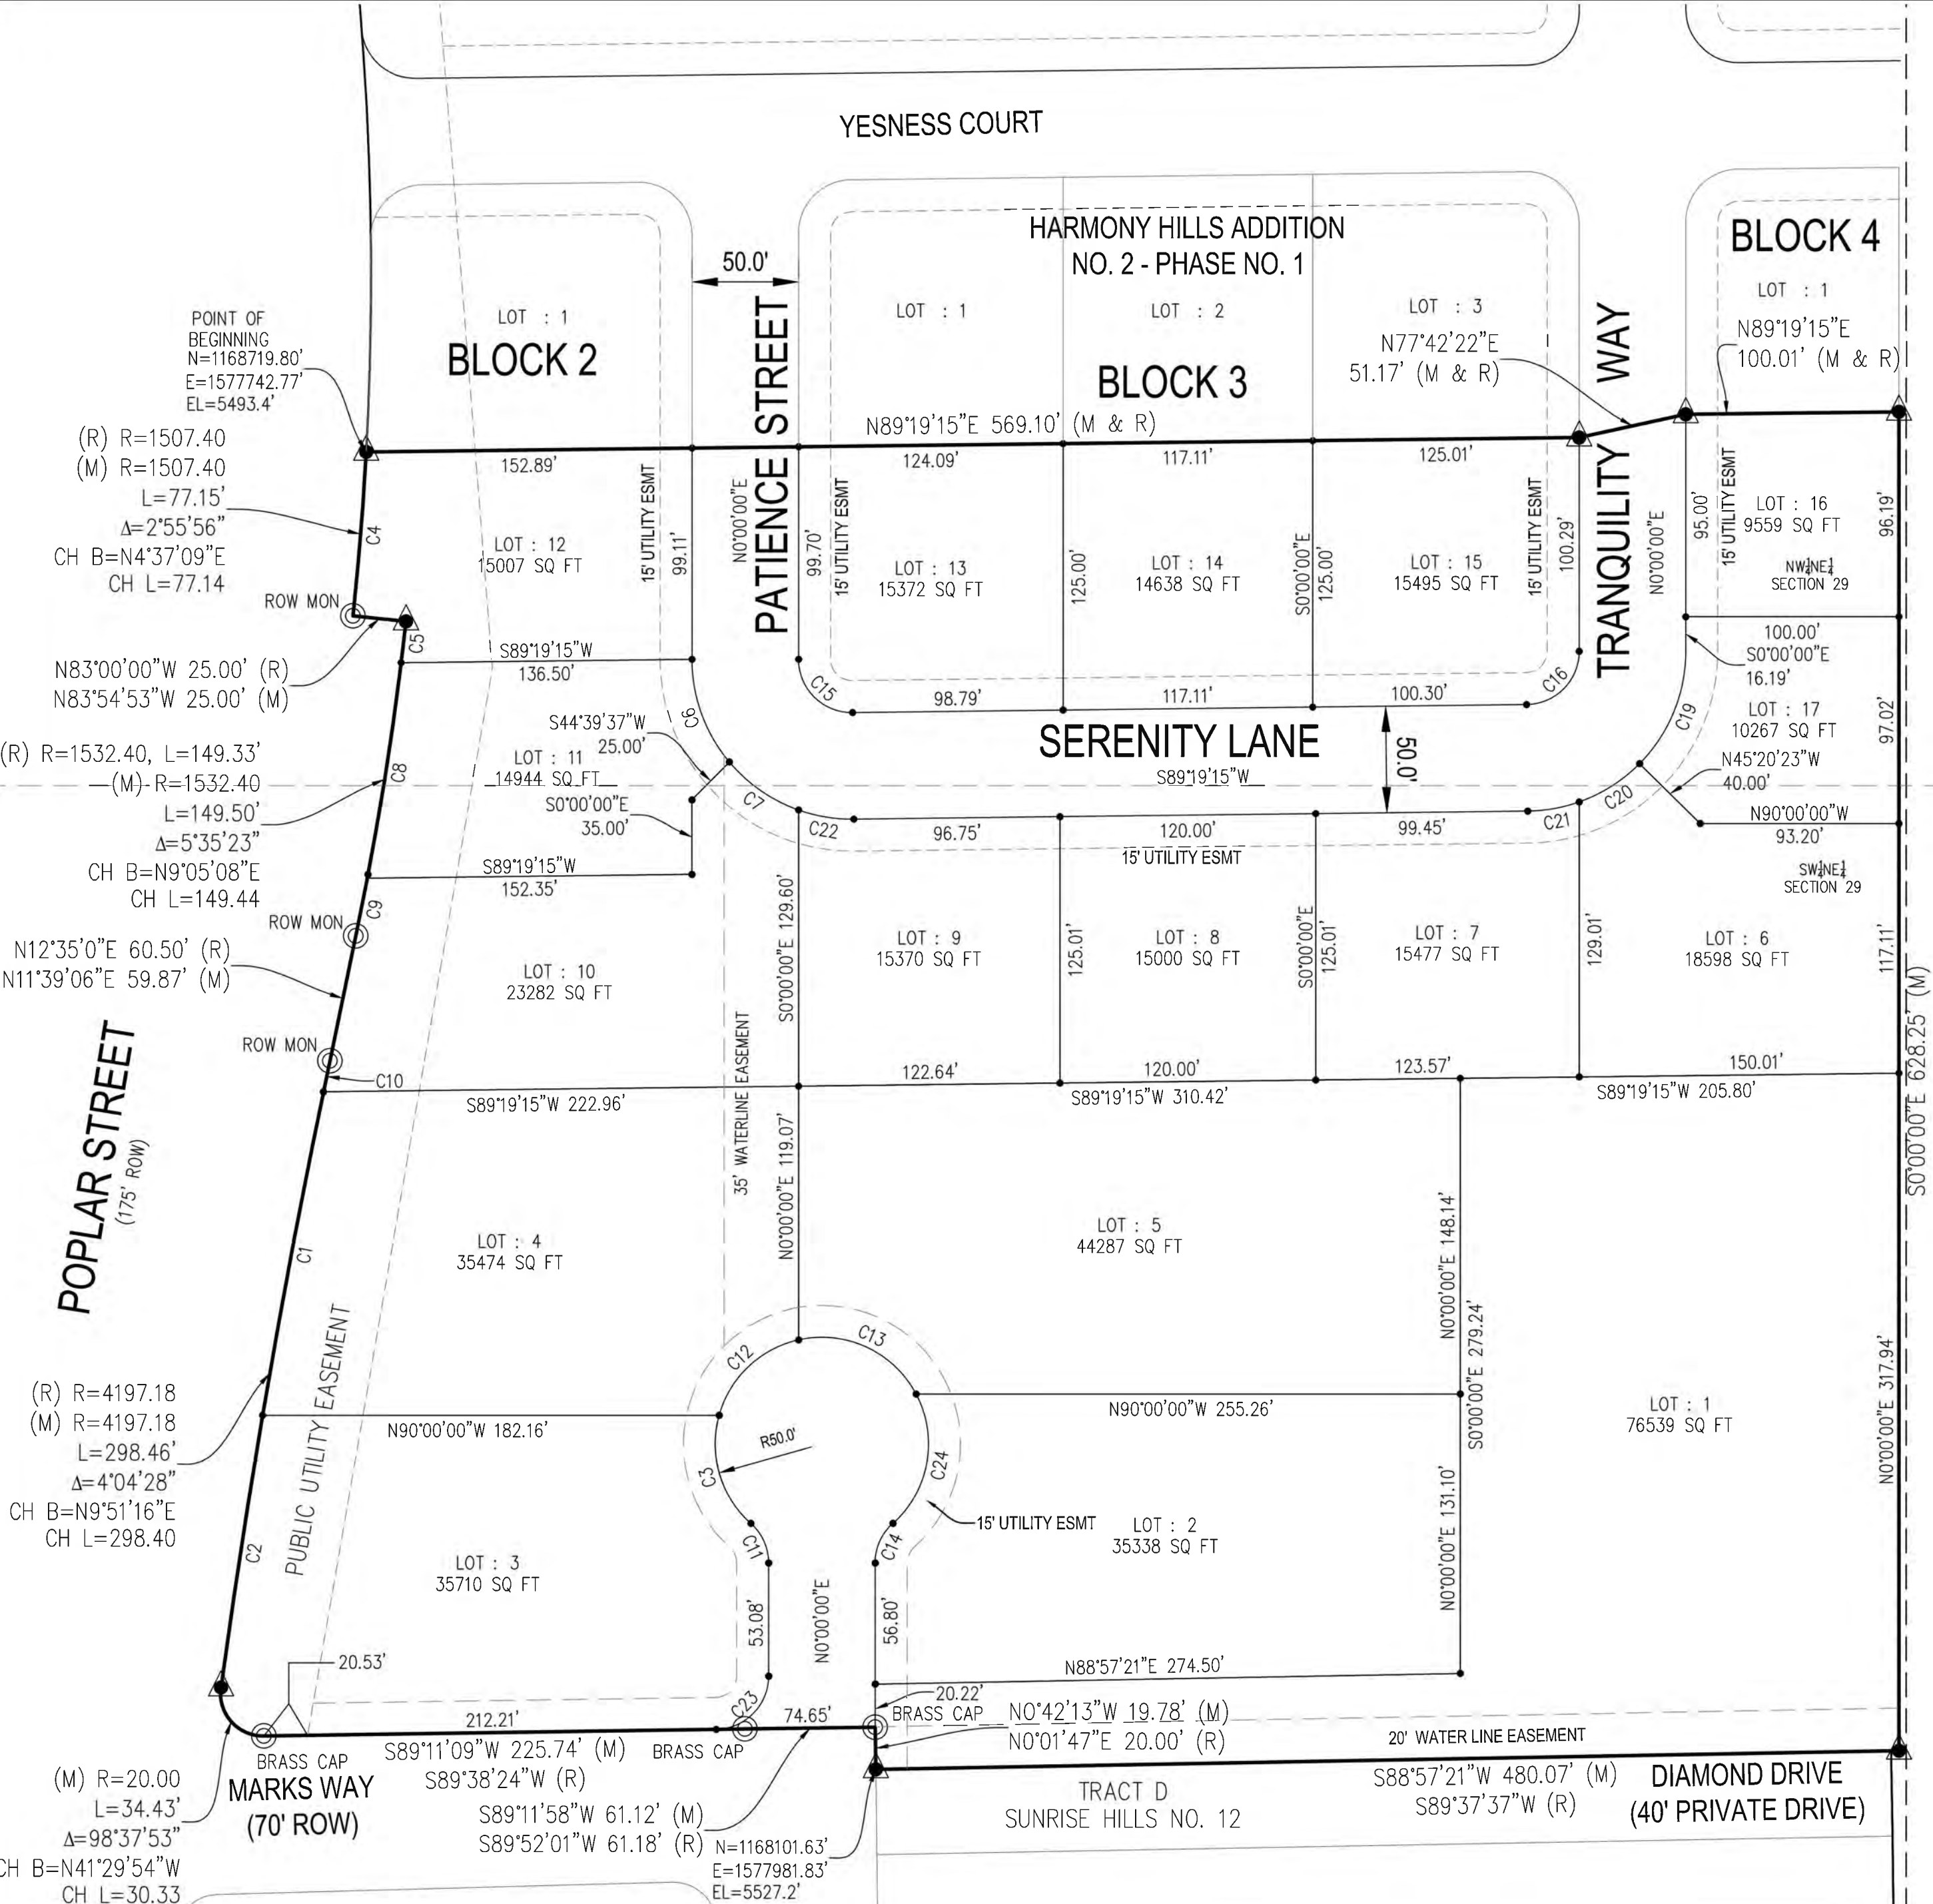 YESNESS COURT
HARMONY HILLS ADDITION
NO. 2 - PHASE NO. 1
BLOCK 4
LOT : 1
50.0'
POINT OF
BEGINNING
N=1168719.80'
E=1577742.77'
EL=5493.4'
LOT : 1
BLOCK 2
PATIENCE STREET
LOT : 1
LOT : 2
LOT : 3
BLOCK 3
N77°42'22"E
51.17' (M & R)
TRANQUILITY WAY
N89°19'15"E
100.01' (M & R)
N89°19'15"E 569.10' (M & R)
(R) R=1507.40
(M) R=1507.40
L=77.15'
Δ=2°55'56"
CH B=N4°37'09"E
CH L=77.14
C4
152.89'
124.09'
117.11'
125.01'
15' UTILITY ESMT
99.11'
N0°00'00"E
99.70'
15' UTILITY ESMT
LOT : 12
15007 SQ FT
LOT : 13
15372 SQ FT
125.00'
LOT : 14
14638 SQ FT
S0°00'00"E
125.00'
LOT : 15
15495 SQ FT
15' UTILITY ESMT
100.29'
N0°00'00"E
95.00'
15' UTILITY ESMT
LOT : 16
9559 SQ FT
96.19'
NW¼NE¼
SECTION 29
ROW MON
C5
N83°00'00"W 25.00' (R)
N83°54'53"W 25.00' (M)
S89°19'15"W
136.50'
C6
C15
98.79'
117.11'
100.30'
C16
100.00'
S0°00'00"E
16.19'
C19
LOT : 17
10267 SQ FT
97.02'
N45°20'23"W
40.00'
S44°39'37"W
25.00'
SERENITY LANE
50.0'
S89°19'15"W
(R) R=1532.40, L=149.33'
(M) R=1532.40
L=149.50'
Δ=5°35'23"
CH B=N9°05'08"E
CH L=149.44
C8
LOT : 11
14944 SQ FT
S0°00'00"E
35.00'
C7
C22
96.75'
120.00'
99.45'
C21
C20
N90°00'00"W
93.20'
15' UTILITY ESMT
S89°19'15"W
152.35'
SW¼NE¼
SECTION 29
C9
ROW MON
N12°35'0"E 60.50' (R)
N11°39'06"E 59.87' (M)
LOT : 10
23282 SQ FT
S0°00'00"E 129.60'
LOT : 9
15370 SQ FT
125.01'
LOT : 8
15000 SQ FT
S0°00'00"E
125.01'
LOT : 7
15477 SQ FT
129.01'
LOT : 6
18598 SQ FT
117.11'
S0°00'00"E 628.25' (M)
POPLAR STREET
(175' ROW)
ROW MON
C10
S89°19'15"W 222.96'
35' WATERLINE EASEMENT
122.64'
120.00'
123.57'
150.01'
S89°19'15"W 310.42'
S89°19'15"W 205.80'
N0°00'00"E 119.07'
C1
LOT : 4
35474 SQ FT
LOT : 5
44287 SQ FT
N0°00'00"E 148.14'
S0°00'00"E 279.24'
N0°00'00"E 317.94'
PUBLIC UTILITY EASEMENT
C12
C13
(R) R=4197.18
(M) R=4197.18
L=298.46'
Δ=4°04'28"
CH B=N9°51'16"E
CH L=298.40
N90°00'00"W 182.16'
R50.0'
C3
C24
N90°00'00"W 255.26'
LOT : 1
76539 SQ FT
C2
LOT : 3
35710 SQ FT
C11
C14
15' UTILITY ESMT
LOT : 2
35338 SQ FT
N0°00'00"E 131.10'
53.08'
N0°00'00"E
56.80'
20.53'
N88°57'21"E 274.50'
20.22'
C23
212.21'
74.65'
BRASS CAP
N0°42'13"W 19.78' (M)
N0°01'47"E 20.00' (R)
20' WATER LINE EASEMENT
BRASS CAP
S89°11'09"W 225.74' (M)
S89°38'24"W (R)
BRASS CAP
MARKS WAY
(70' ROW)
(M) R=20.00
L=34.43'
Δ=98°37'53"
CH B=N41°29'54"W
CH L=30.33
S89°11'58"W 61.12' (M)
S89°52'01"W 61.18' (R)
N=1168101.63'
E=1577981.83'
EL=5527.2'
TRACT D
SUNRISE HILLS NO. 12
S88°57'21"W 480.07' (M)
S89°37'37"W (R)
DIAMOND DRIVE
(40' PRIVATE DRIVE)